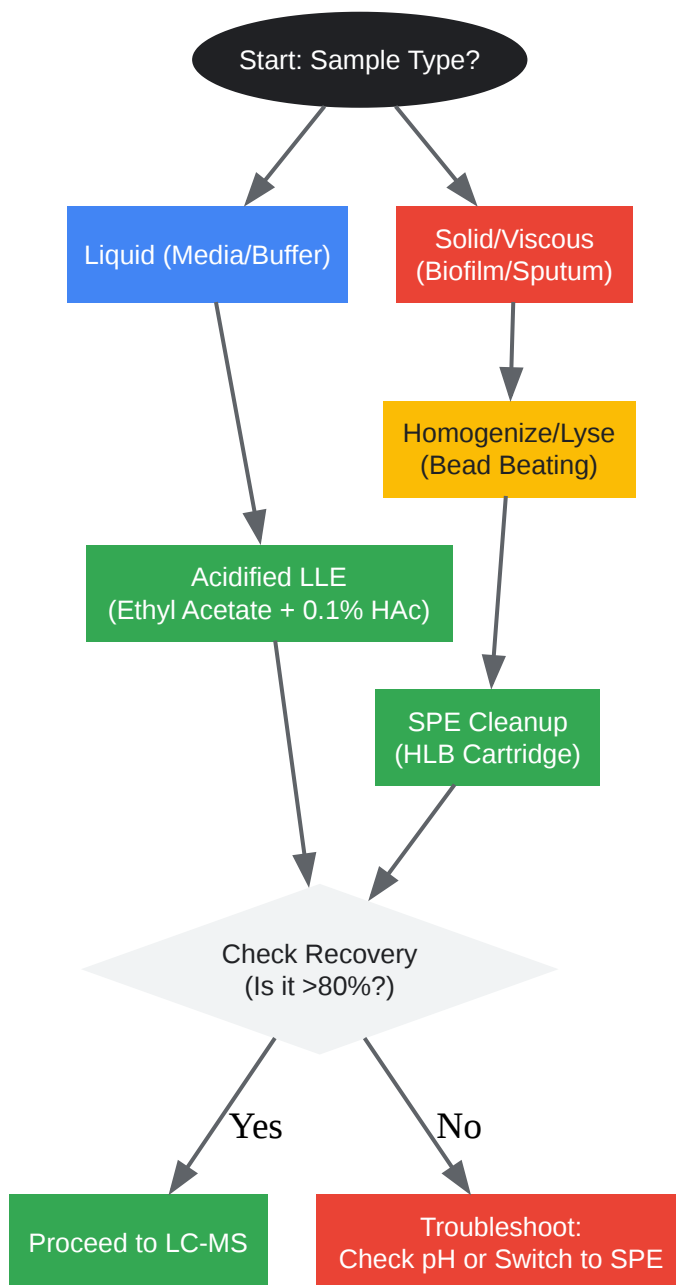 Start: Sample Type?
Liquid (Media/Buffer)
Solid/Viscous
(Biofilm/Sputum)
Homogenize/Lyse
(Bead Beating)
Acidified LLE
(Ethyl Acetate + 0.1% HAc)
SPE Cleanup
(HLB Cartridge)
Check Recovery
(Is it >80%?)
Yes
No
Proceed to LC-MS
Troubleshoot:
Check pH or Switch to SPE